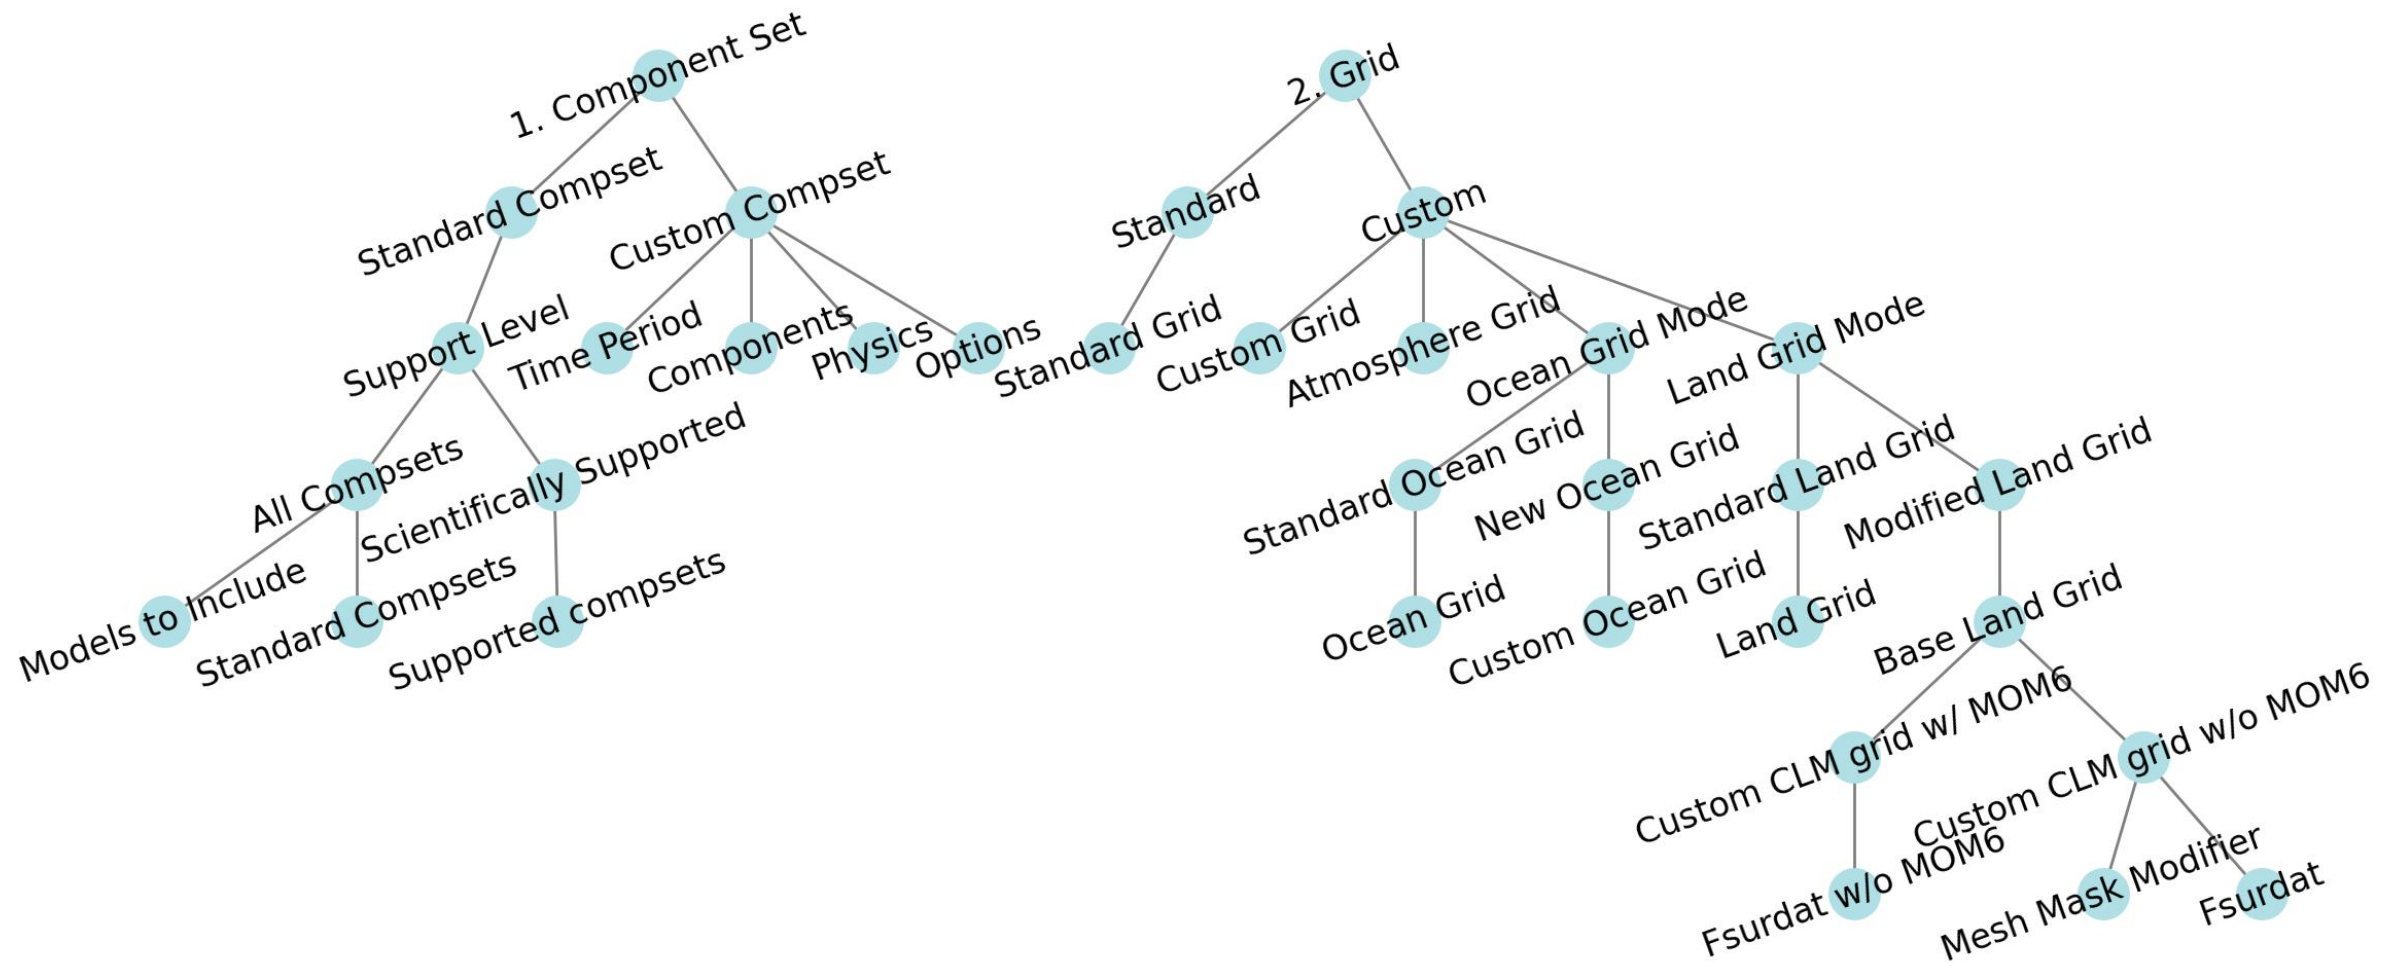 1. Component Set
2. Grid
Standard Compset
Custom Compset
Standard
Custom
Support Level
Time Period
Components
Physics
Options
Standard Grid
Custom Grid
Atmosphere Grid
Ocean Grid Mode
Land Grid Mode
All Compsets
Scientifically Supported
Standard Ocean Grid
New Ocean Grid
Standard Land Grid
Modified Land Grid
Models to Include
Standard Compsets
Supported compsets
Ocean Grid
Custom Ocean Grid
Land Grid
Base Land Grid
Custom CLM grid w/ MOM6
Custom CLM grid w/o MOM6
Fsurdat w/o MOM6
Mesh Mask Modifier
Fsurdat